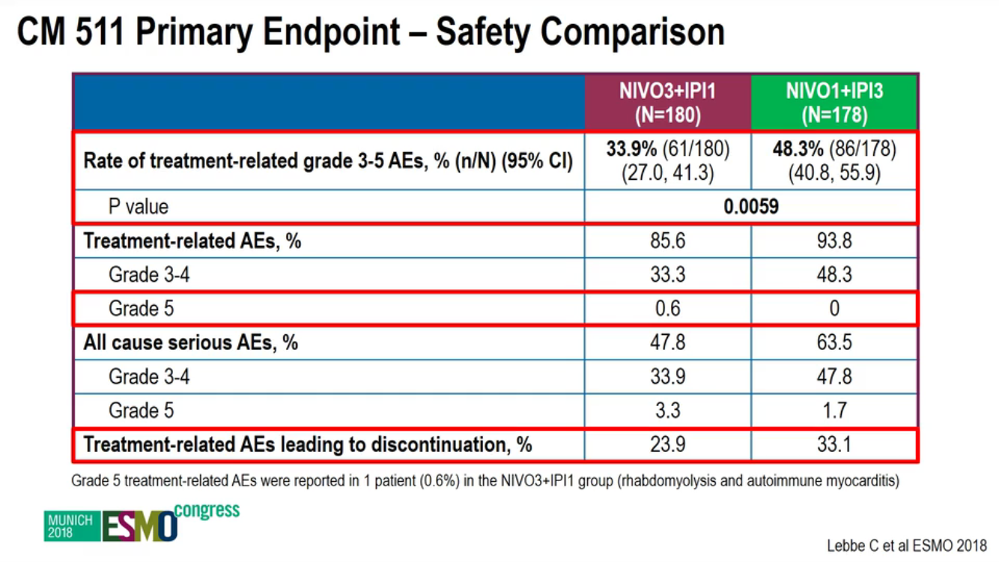 CM 511 Primary Endpoint – Safety Comparison
NIVO3+IPI1
(N=180)
NIVO1+IPI3
(N=178)
Rate of treatment-related grade 3-5 AEs, % (n/N) (95% CI)
33.9% (61/180)
(27.0, 41.3)
48.3% (86/178)
(40.8, 55.9)
P value
0.0059
Treatment-related AEs, %
85.6
93.8
Grade 3-4
33.3
48.3
Grade 5
0.6
0
All cause serious AEs, %
47.8
63.5
Grade 3-4
33.9
47.8
Grade 5
3.3
1.7
Treatment-related AEs leading to discontinuation, %
23.9
33.1
Grade 5 treatment-related AEs were reported in 1 patient (0.6%) in the NIVO3+IPI1 group (rhabdomyolysis and autoimmune myocarditis)
MUNICH
2018
ESMO congress
Lebbe C et al ESMO 2018